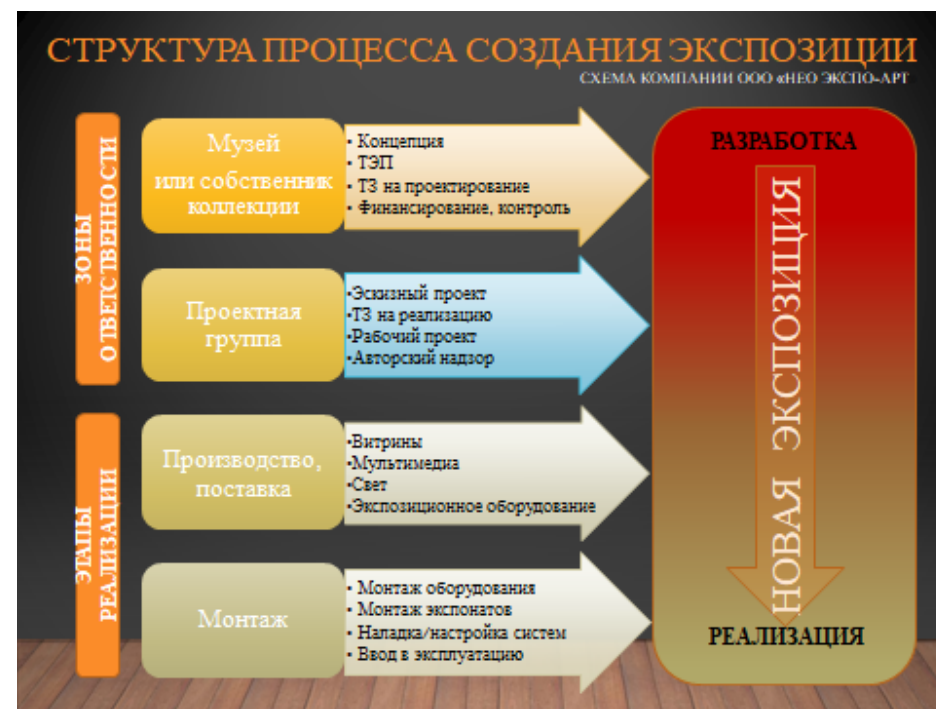 СТРУКТУРА ПРОЦЕССА СОЗДАНИЯ ЭКСПОЗИЦИИ
СХЕМА КОМПАНИИ ООО «НЕО ЭКСПО-АРТ
ЗОНЫ
ОТВЕТСТВЕННОСТИ
Музей
или собственник
коллекции
• Концепция
• ТЭП
• ТЗ на проектирование
• Финансирование, контроль
Проектная
группа
•Эскизный проект
•ТЗ на реализацию
•Рабочий проект
•Авторский надзор
ЭТАПЫ
РЕАЛИЗАЦИИ
Производство,
поставка
•Витрины
•Мультимедиа
•Свет
•Экспозиционное оборудование
Монтаж
• Монтаж оборудования
• Монтаж экспонатов
• Наладка/настройка систем
• Ввод в эксплуатацию
РАЗРАБОТКА
НОВАЯ ЭКСПОЗИЦИЯ
РЕАЛИЗАЦИЯ